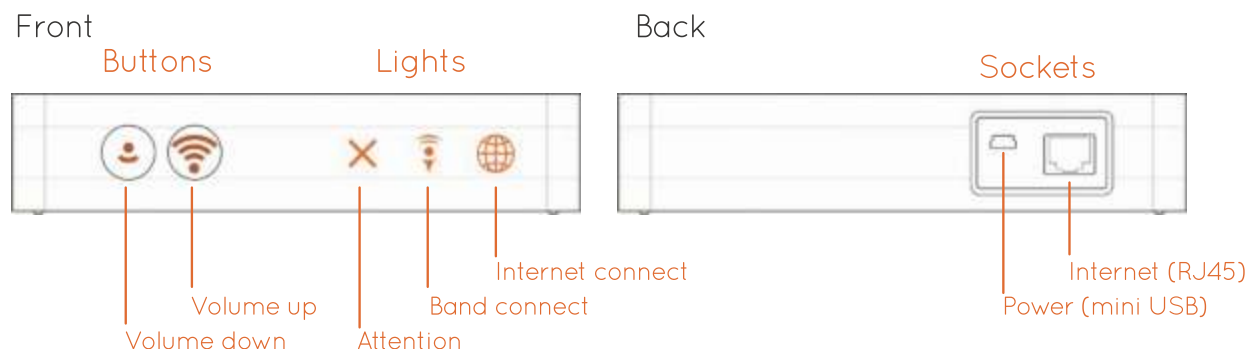 Front
Buttons
Lights
Internet connect
Volume up
Band connect
Volume down
Attention
Back
Sockets
Internet (RJ45)
Power (mini USB)